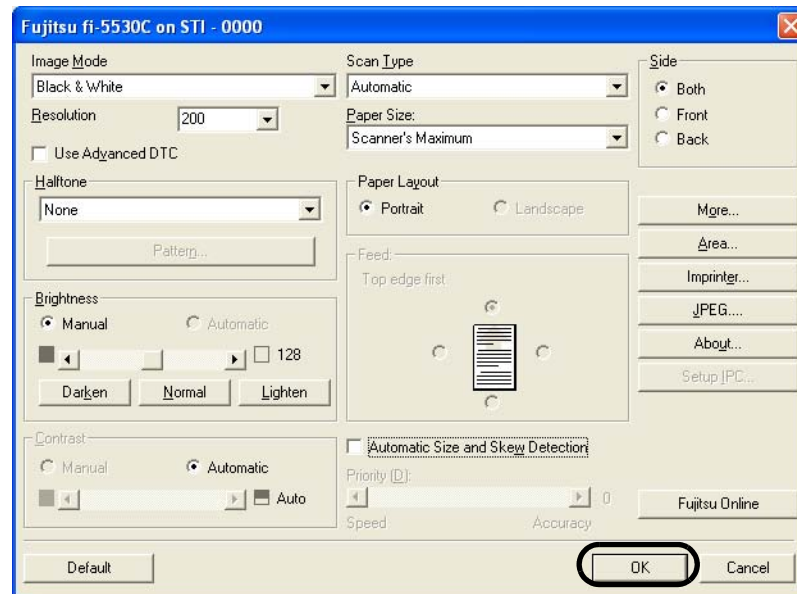 Fujitsu fi-5530C on STI - 0000
Image Mode
Black & White
Resolution
200
Use Advanced DTC
Halftone
None
Pattern...
Brightness
Manual
Automatic
128
Darken
Normal
Lighten
Contrast
Manual
Automatic
Auto
Scan Type
Automatic
Paper Size:
Scanner's Maximum
Paper Layout
Portrait
Landscape
Feed:
Top edge first
Automatic Size and Skew Detection
Priority (D):
0
Speed
Accuracy
Side
Both
Front
Back
More...
Area...
Imprinter...
JPEG....
About...
Setup IPC...
Fujitsu Online
Default
OK
Cancel